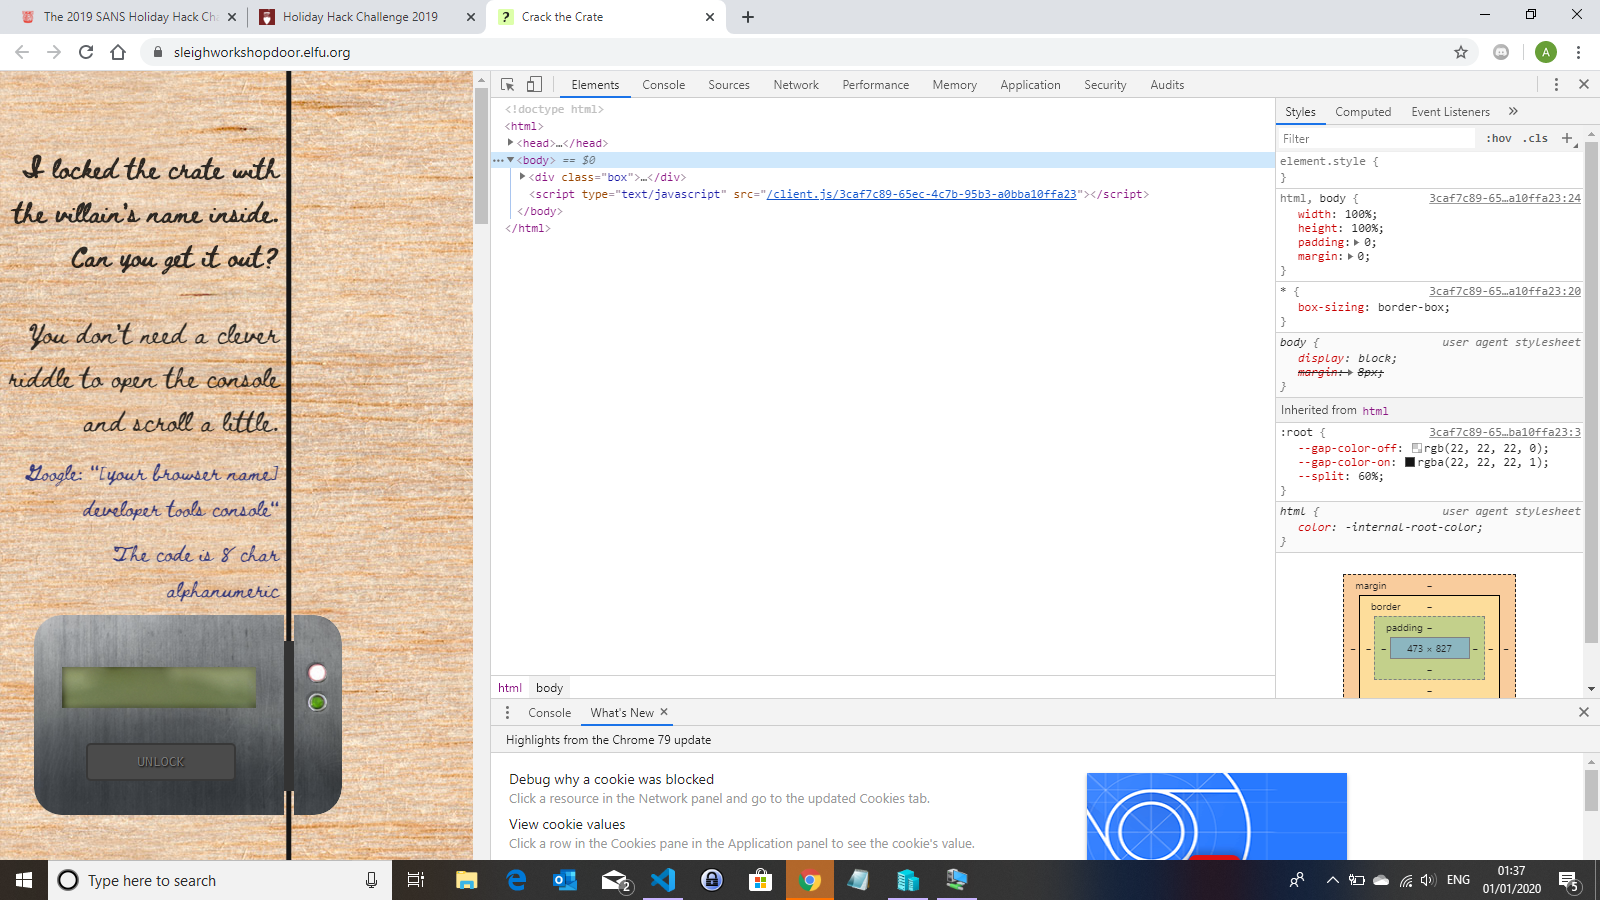 The 2019 SANS Holiday Hack Cha
Holiday Hack Challenge 2019
Crack the Crate
sleighworkshopdoor.elfu.org
A
I locked the crate with
the villain's name inside.
Can you get it out?
You don't need a clever
riddle to open the console
and scroll a little.
Google: "[your browser name]
developer tools console"
The code is 8 char
alphanumeric
UNLOCK
Elements Console Sources Network Performance Memory Application Security Audits
<!doctype html>
<html>
<head>…</head>
<body> == $0
<div class="box">…</div>
<script type="text/javascript" src="/client.js/3caf7c89-65ec-4c7b-95b3-a0bba10ffa23"></script>
</body>
</html>
html body
Styles Computed Event Listeners »
Filter :hov .cls +
element.style {
}
html, body { 3caf7c89-65…a10ffa23:24
width: 100%;
height: 100%;
padding: 0;
margin: 0;
}
* { 3caf7c89-65…a10ffa23:20
box-sizing: border-box;
}
body { user agent stylesheet
display: block;
margin: 8px;
}
Inherited from html
:root { 3caf7c89-65…ba10ffa23:3
--gap-color-off: rgb(22, 22, 22, 0);
--gap-color-on: rgba(22, 22, 22, 1);
--split: 60%;
}
html { user agent stylesheet
color: -internal-root-color;
}
margin –
border –
padding –
– – – 473 × 827 – – –
–
–
Console What's New
Highlights from the Chrome 79 update
Debug why a cookie was blocked
Click a resource in the Network panel and go to the updated Cookies tab.
View cookie values
Click a row in the Cookies pane in the Application panel to see the cookie's value.
Type here to search
2
ENG
01:37
01/01/2020
5